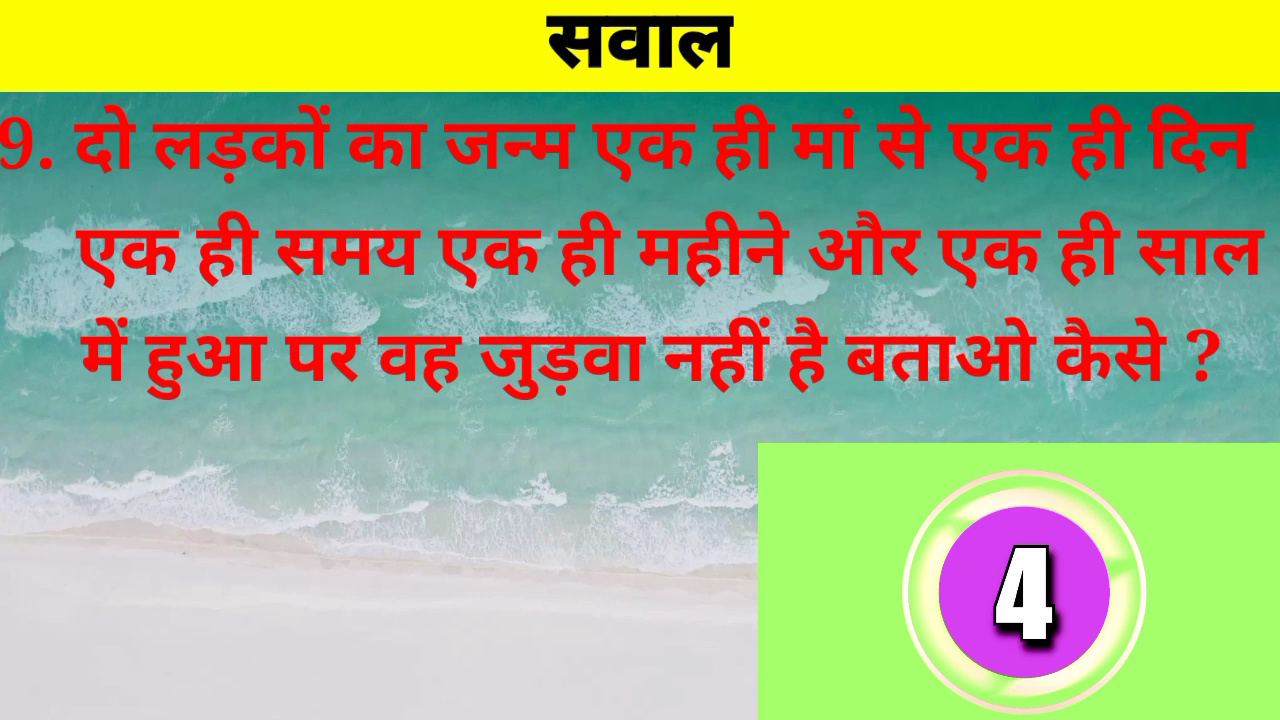 सवाल
9. दो लड़कों का जन्म एक ही मां से एक ही दिन
एक ही समय एक ही महीने और एक ही साल
में हुआ पर वह जुड़वा नहीं है बताओ कैसे ?
4